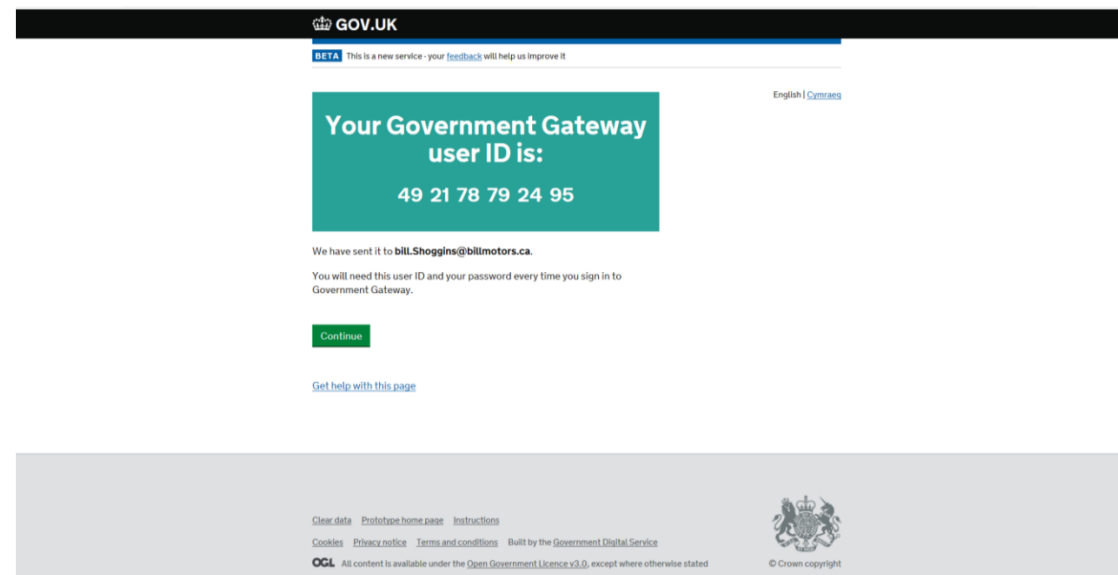 GOV.UK
BETA This is a new service - your feedback will help us improve it
English | Cymraeg
Your Government Gateway
user ID is:
49 21 78 79 24 95
We have sent it to bill.Shoggins@billmotors.ca.
You will need this user ID and your password every time you sign in to
Government Gateway.
Continue
Get help with this page
Clear data Prototype home page Instructions
Cookies Privacy notice Terms and conditions Built by the Government Digital Service
OGL All content is available under the Open Government Licence v3.0, except where otherwise stated
© Crown copyright